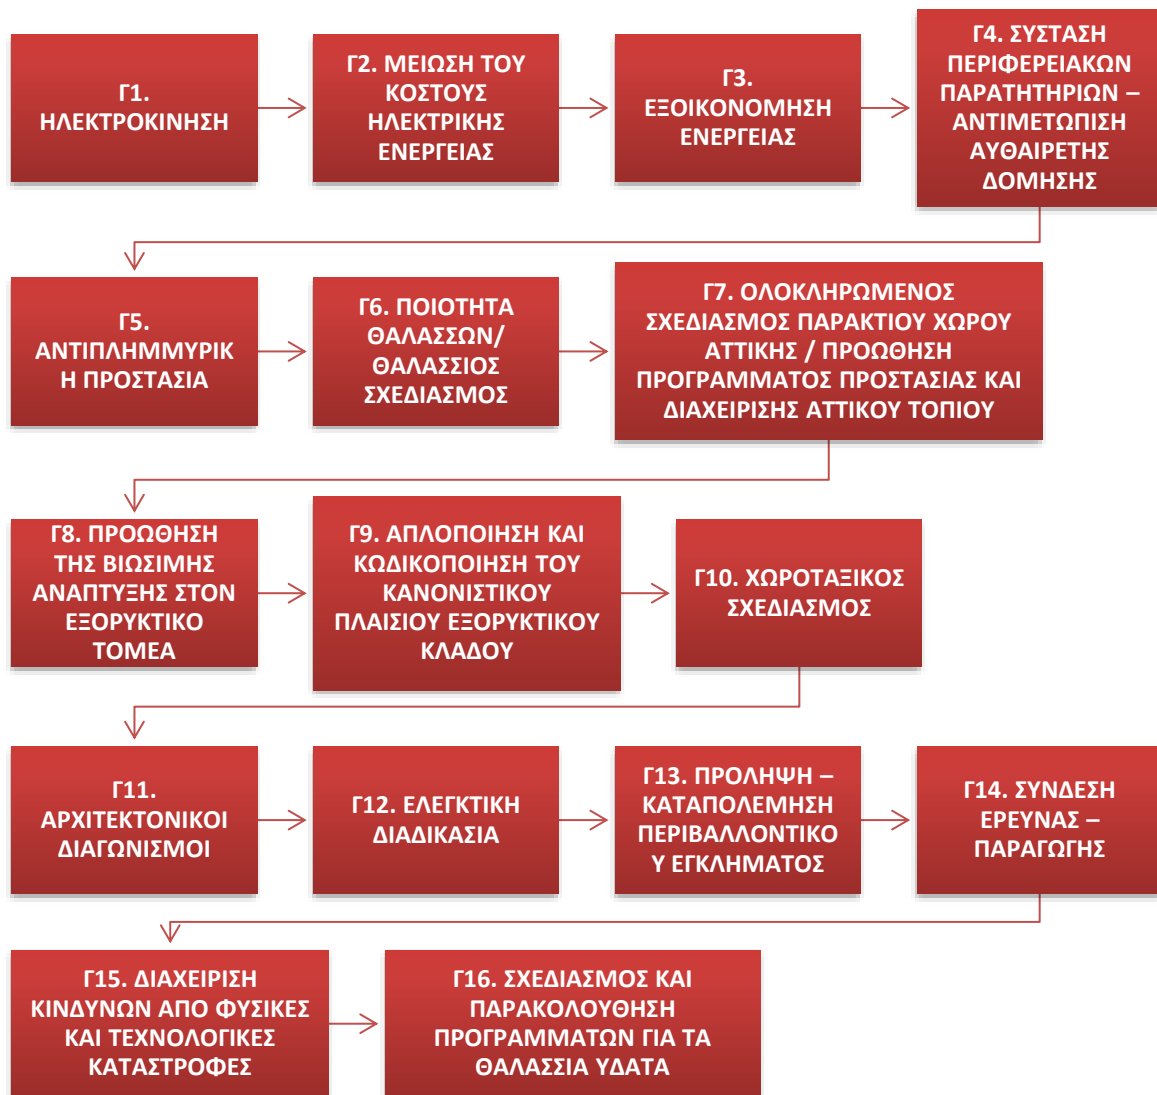 Γ1.
ΗΛΕΚΤΡΟΚΙΝΗΣΗ
Γ2. ΜΕΙΩΣΗ ΤΟΥ
ΚΟΣΤΟΥΣ
ΗΛΕΚΤΡΙΚΗΣ
ΕΝΕΡΓΕΙΑΣ
Γ3.
ΕΞΟΙΚΟΝΟΜΗΣΗ
ΕΝΕΡΓΕΙΑΣ
Γ4. ΣΥΣΤΑΣΗ
ΠΕΡΙΦΕΡΕΙΑΚΩΝ
ΠΑΡΑΤΗΤΗΡΙΩΝ –
ΑΝΤΙΜΕΤΩΠΙΣΗ
ΑΥΘΑΙΡΕΤΗΣ
ΔΟΜΗΣΗΣ
Γ5.
ΑΝΤΙΠΛΗΜΜΥΡΙΚ
Η ΠΡΟΣΤΑΣΙΑ
Γ6. ΠΟΙΟΤΗΤΑ
ΘΑΛΑΣΣΩΝ/
ΘΑΛΑΣΣΙΟΣ
ΣΧΕΔΙΑΣΜΟΣ
Γ7. ΟΛΟΚΛΗΡΩΜΕΝΟΣ
ΣΧΕΔΙΑΣΜΟΣ ΠΑΡΑΚΤΙΟΥ ΧΩΡΟΥ
ΑΤΤΙΚΗΣ / ΠΡΟΩΘΗΣΗ
ΠΡΟΓΡΑΜΜΑΤΟΣ ΠΡΟΣΤΑΣΙΑΣ ΚΑΙ
ΔΙΑΧΕΙΡΙΣΗΣ ΑΤΤΙΚΟΥ ΤΟΠΙΟΥ
Γ8. ΠΡΟΩΘΗΣΗ
ΤΗΣ ΒΙΩΣΙΜΗΣ
ΑΝΑΠΤΥΞΗΣ ΣΤΟΝ
ΕΞΟΡΥΚΤΙΚΟ
ΤΟΜΕΑ
Γ9. ΑΠΛΟΠΟΙΗΣΗ ΚΑΙ
ΚΩΔΙΚΟΠΟΙΗΣΗ ΤΟΥ
ΚΑΝΟΝΙΣΤΙΚΟΥ
ΠΛΑΙΣΙΟΥ ΕΞΟΡΥΚΤΙΚΟΥ
ΚΛΑΔΟΥ
Γ10. ΧΩΡΟΤΑΞΙΚΟΣ
ΣΧΕΔΙΑΣΜΟΣ
Γ11.
ΑΡΧΙΤΕΚΤΟΝΙΚΟΙ
ΔΙΑΓΩΝΙΣΜΟΙ
Γ12. ΕΛΕΓΚΤΙΚΗ
ΔΙΑΔΙΚΑΣΙΑ
Γ13. ΠΡΟΛΗΨΗ –
ΚΑΤΑΠΟΛΕΜΗΣΗ
ΠΕΡΙΒΑΛΛΟΝΤΙΚΟ
Υ ΕΓΚΛΗΜΑΤΟΣ
Γ14. ΣΥΝΔΕΣΗ
ΕΡΕΥΝΑΣ –
ΠΑΡΑΓΩΓΗΣ
Γ15. ΔΙΑΧΕΙΡΙΣΗ
ΚΙΝΔΥΝΩΝ ΑΠΟ ΦΥΣΙΚΕΣ
ΚΑΙ ΤΕΧΝΟΛΟΓΙΚΕΣ
ΚΑΤΑΣΤΡΟΦΕΣ
Γ16. ΣΧΕΔΙΑΣΜΟΣ ΚΑΙ
ΠΑΡΑΚΟΛΟΥΘΗΣΗ
ΠΡΟΓΡΑΜΜΑΤΩΝ ΓΙΑ ΤΑ
ΘΑΛΑΣΣΙΑ ΥΔΑΤΑ